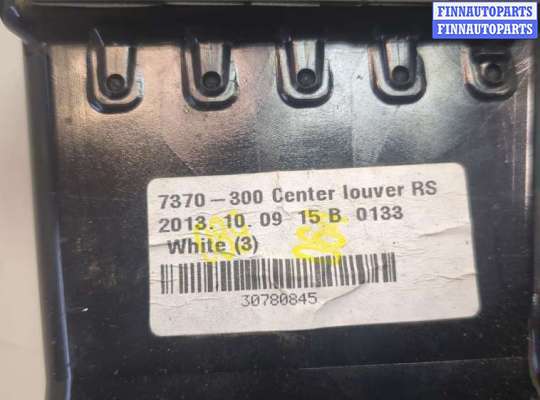 FINNAUTOPARTS
FINNAUTOPARTS
7370-300 Center louver RS
2013. 10. 09 15 B 0133
White (3)
30780845